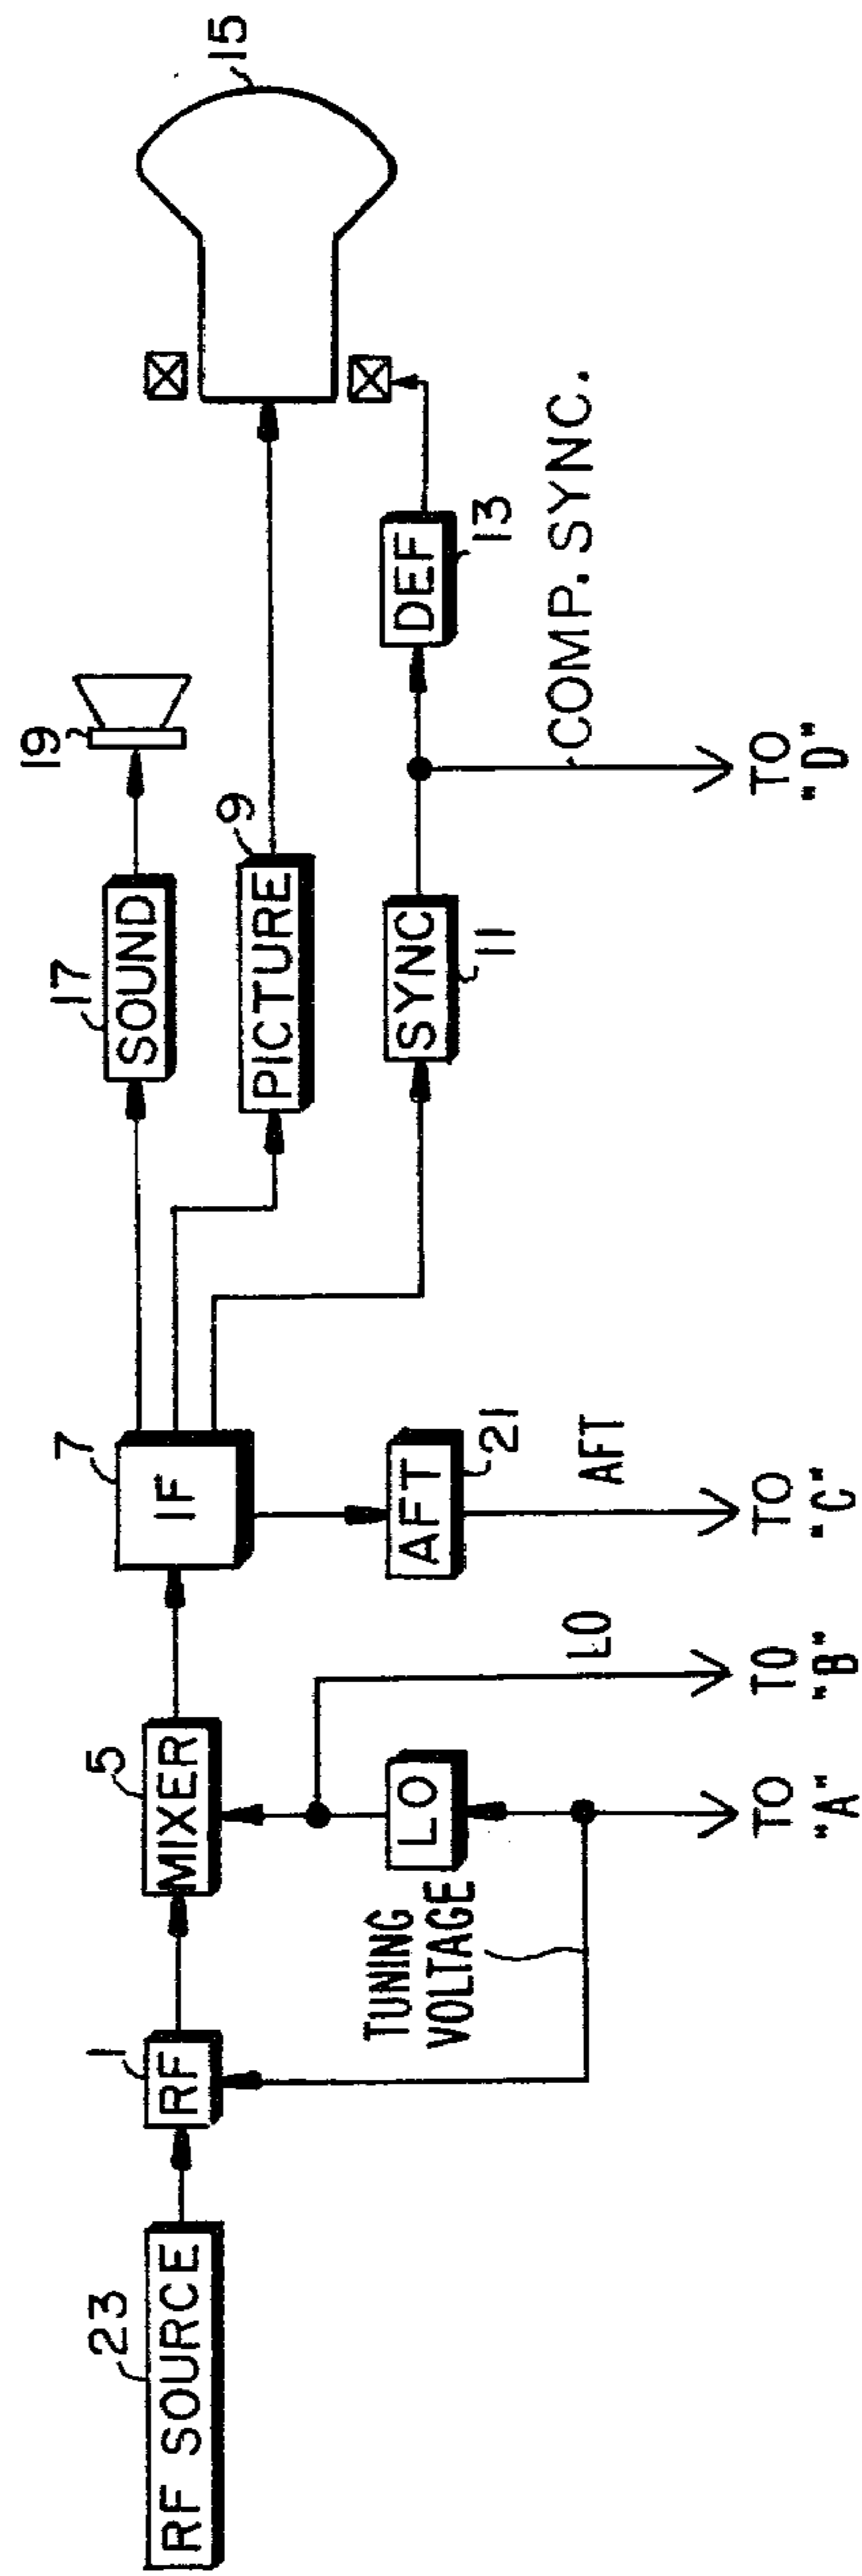 23
RF SOURCE
1
RF
5
MIXER
7
IF
17
SOUND
19
9
PICTURE
15
SYNC
11
DEF
13
AFT
21
LO
TUNING
VOLTAGE
LO
AFT
COMP. SYNC.
TO
"A"
TO
"B"
TO
"C"
TO
"D"